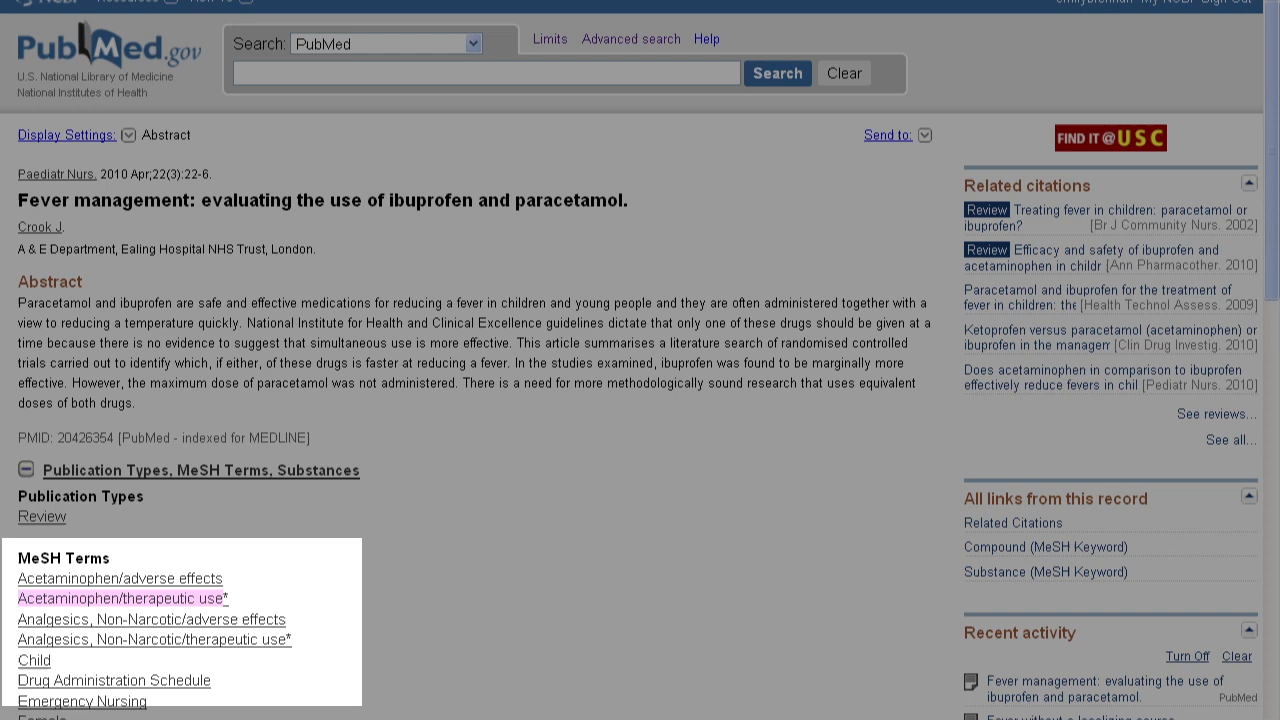 PubMed.gov
U.S. National Library of Medicine
National Institutes of Health
Search: PubMed
Limits Advanced search Help
Search Clear
Display Settings: Abstract
Send to:
Paediatr Nurs. 2010 Apr;22(3):22-6.
Fever management: evaluating the use of ibuprofen and paracetamol.
Crook J.
A & E Department, Ealing Hospital NHS Trust, London.
Abstract
Paracetamol and ibuprofen are safe and effective medications for reducing a fever in children and young people and they are often administered together with a
view to reducing a temperature quickly. National Institute for Health and Clinical Excellence guidelines dictate that only one of these drugs should be given at a
time because there is no evidence to suggest that simultaneous use is more effective. This article summarises a literature search of randomised controlled
trials carried out to identify which, if either, of these drugs is faster at reducing a fever. In the studies examined, ibuprofen was found to be marginally more
effective. However, the maximum dose of paracetamol was not administered. There is a need for more methodologically sound research that uses equivalent
doses of both drugs.
PMID: 20426354 [PubMed - indexed for MEDLINE]
Publication Types, MeSH Terms, Substances
Publication Types
Review
MeSH Terms
Acetaminophen/adverse effects
Acetaminophen/therapeutic use*
Analgesics, Non-Narcotic/adverse effects
Analgesics, Non-Narcotic/therapeutic use*
Child
Drug Administration Schedule
Emergency Nursing
FIND IT @ USC
Related citations
Review Treating fever in children: paracetamol or
ibuprofen? [Br J Community Nurs. 2002]
Review Efficacy and safety of ibuprofen and
acetaminophen in childr [Ann Pharmacother. 2010]
Paracetamol and ibuprofen for the treatment of
fever in children: the [Health Technol Assess. 2009]
Ketoprofen versus paracetamol (acetaminophen) or
ibuprofen in the managem [Clin Drug Investig. 2010]
Does acetaminophen in comparison to ibuprofen
effectively reduce fevers in chil [Pediatr Nurs. 2010]
See reviews...
See all...
All links from this record
Related Citations
Compound (MeSH Keyword)
Substance (MeSH Keyword)
Recent activity
Turn Off Clear
Fever management: evaluating the use of
ibuprofen and paracetamol. PubMed